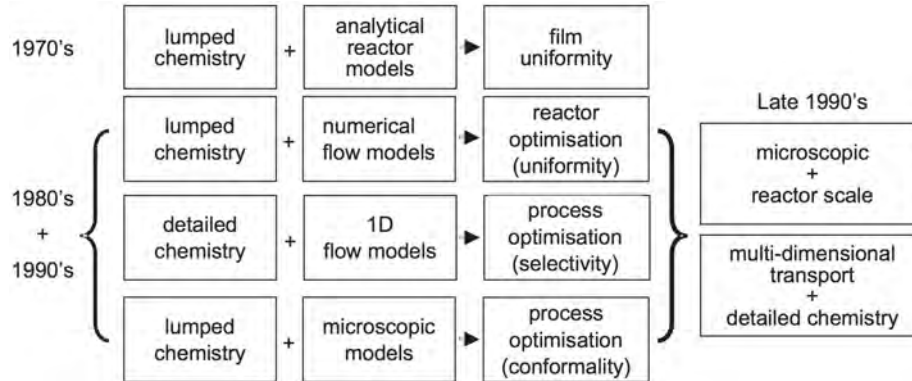 1970's
lumped
chemistry
+
analytical
reactor
models
film
uniformity
1980's
+
1990's
lumped
chemistry
+
numerical
flow models
reactor
optimisation
(uniformity)
detailed
chemistry
+
1D
flow models
process
optimisation
(selectivity)
lumped
chemistry
+
microscopic
models
process
optimisation
(conformality)
Late 1990's
microscopic
+
reactor scale
multi-dimensional
transport
+
detailed chemistry